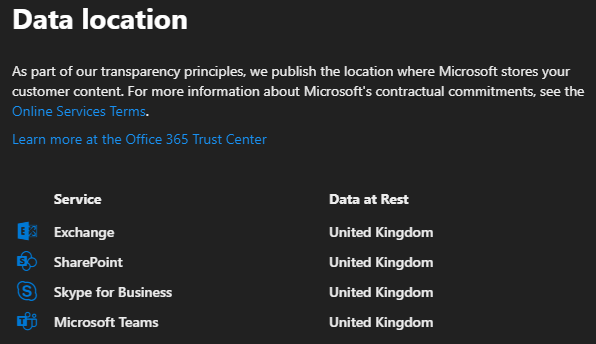 Data location
As part of our transparency principles, we publish the location where Microsoft stores your
customer content. For more information about Microsoft's contractual commitments, see the
Online Services Terms.
Learn more at the Office 365 Trust Center
Service Data at Rest
Exchange United Kingdom
SharePoint United Kingdom
Skype for Business United Kingdom
Microsoft Teams United Kingdom